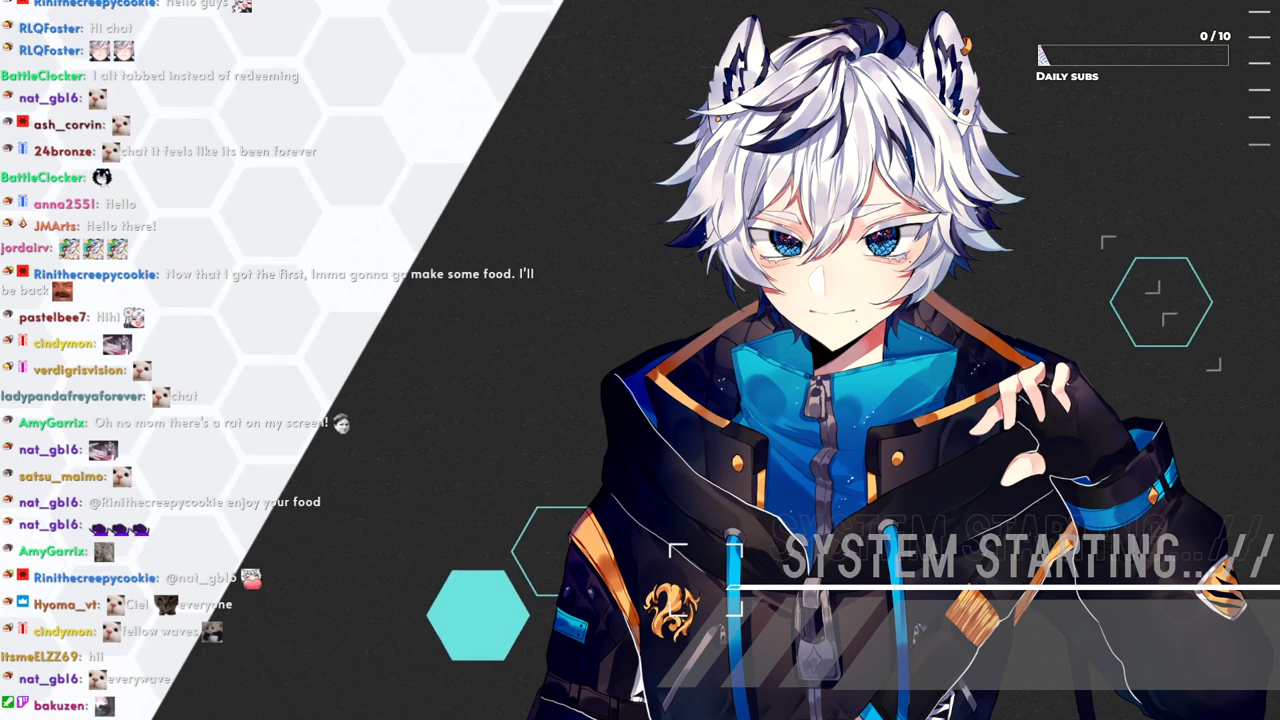 Rinithecreepycookie: Hello guys
RLQFoster: Hi chat
RLQFoster:
BattleClocker: I alt tabbed instead of redeeming
nat_gbl6:
ash_corvin:
24bronze: chat it feels like its been forever
BattleClocker:
anna255l: Hello
JMArts: Hello there!
jordairv:
Rinithecreepycookie: Now that I got the first, Imma gonna go make some food. I'll
be back
pastelbee7: Hihi
cindymon:
verdigrisvision:
ladypandafreyaforever: chat
AmyGarrix: Oh no mom there's a rat on my screen!
nat_gbl6:
satsu_maimo:
nat_gbl6: @Rinithecreepycookie enjoy your food
nat_gbl6:
AmyGarrix:
Rinithecreepycookie: @nat_gbl6
Hyoma_vt: Ciel everyone
cindymon: fellow waves
ItsmeELZZ69: hii
nat_gbl6: everywave
bakuzen:
0 / 10
Daily subs
SYSTEM STARTING...///